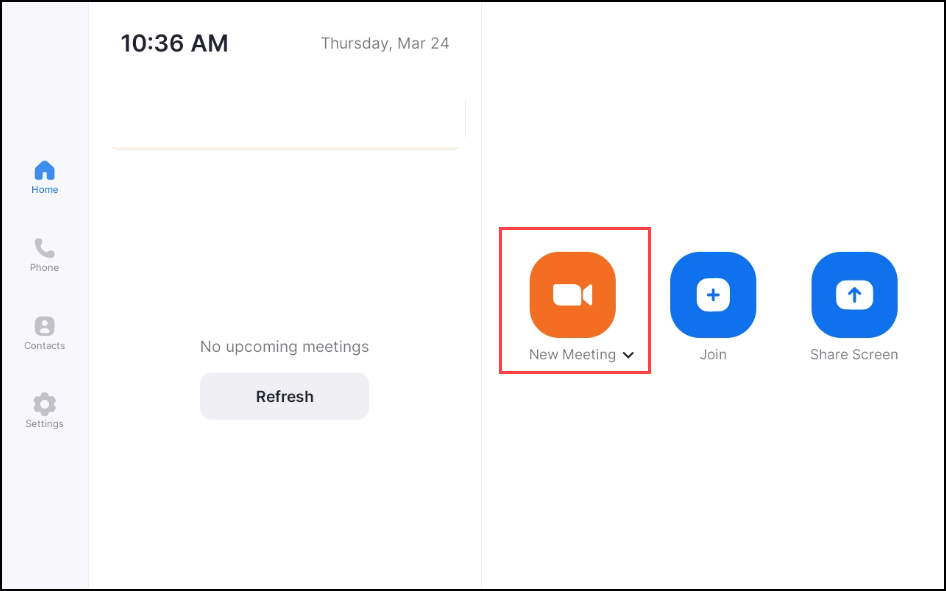 10:36 AM
Thursday, Mar 24
Home
Phone
Contacts
Settings
No upcoming meetings
Refresh
New Meeting
Join
Share Screen